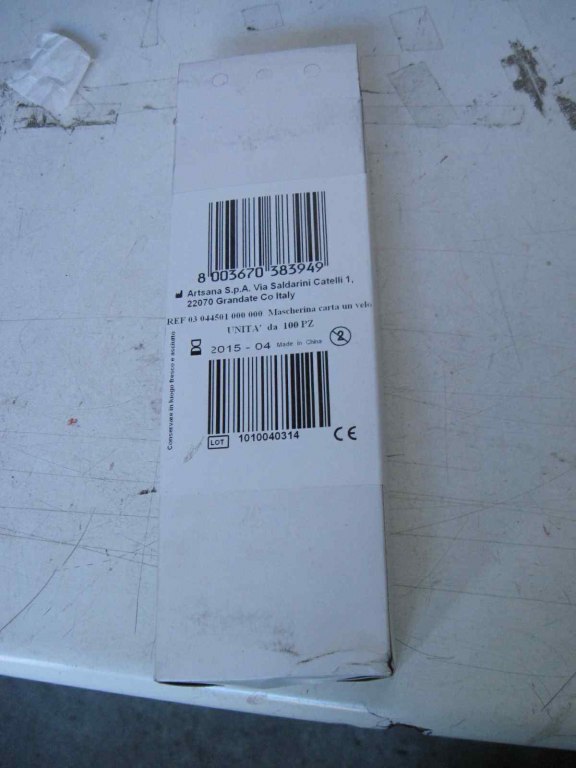 8 003670 383949
Artsana S.p.A. Via Saldarini Catelli 1,
22070 Grandate Co Italy
REF 03 044501 000 000 Mascherina carta un velo
UNITA' da 100 PZ
2015 - 04 Made in China 2
Conservare in luogo fresco e asciutto
LOT 1010040314 CE